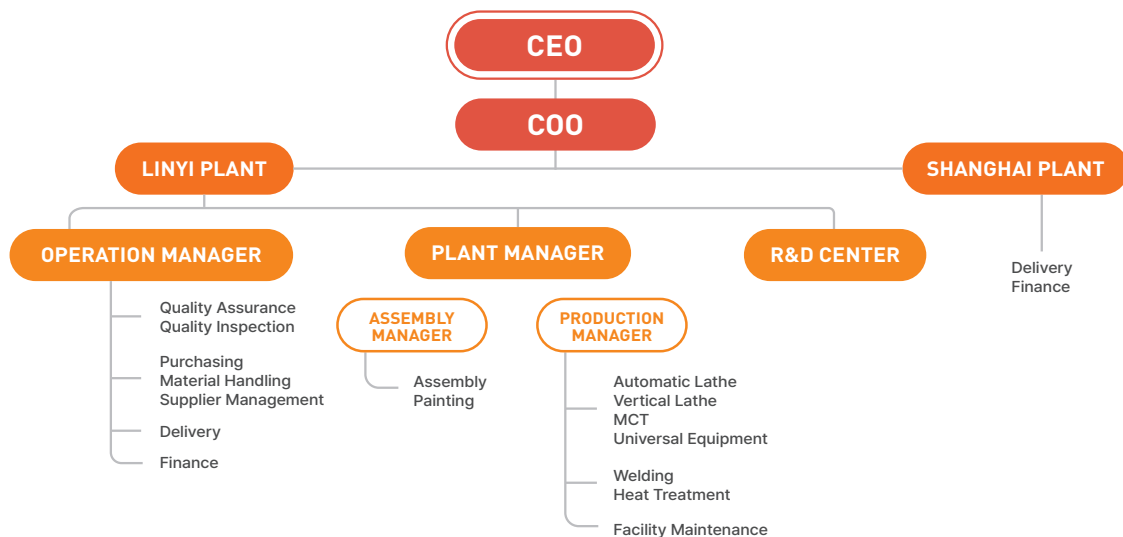 CEO
COO
LINYI PLANT
SHANGHAI PLANT
OPERATION MANAGER
PLANT MANAGER
R&D CENTER
Delivery
Finance
Quality Assurance
Quality Inspection
Purchasing
Material Handling
Supplier Management
Delivery
Finance
ASSEMBLY
MANAGER
Assembly
Painting
PRODUCTION
MANAGER
Automatic Lathe
Vertical Lathe
MCT
Universal Equipment
Welding
Heat Treatment
Facility Maintenance